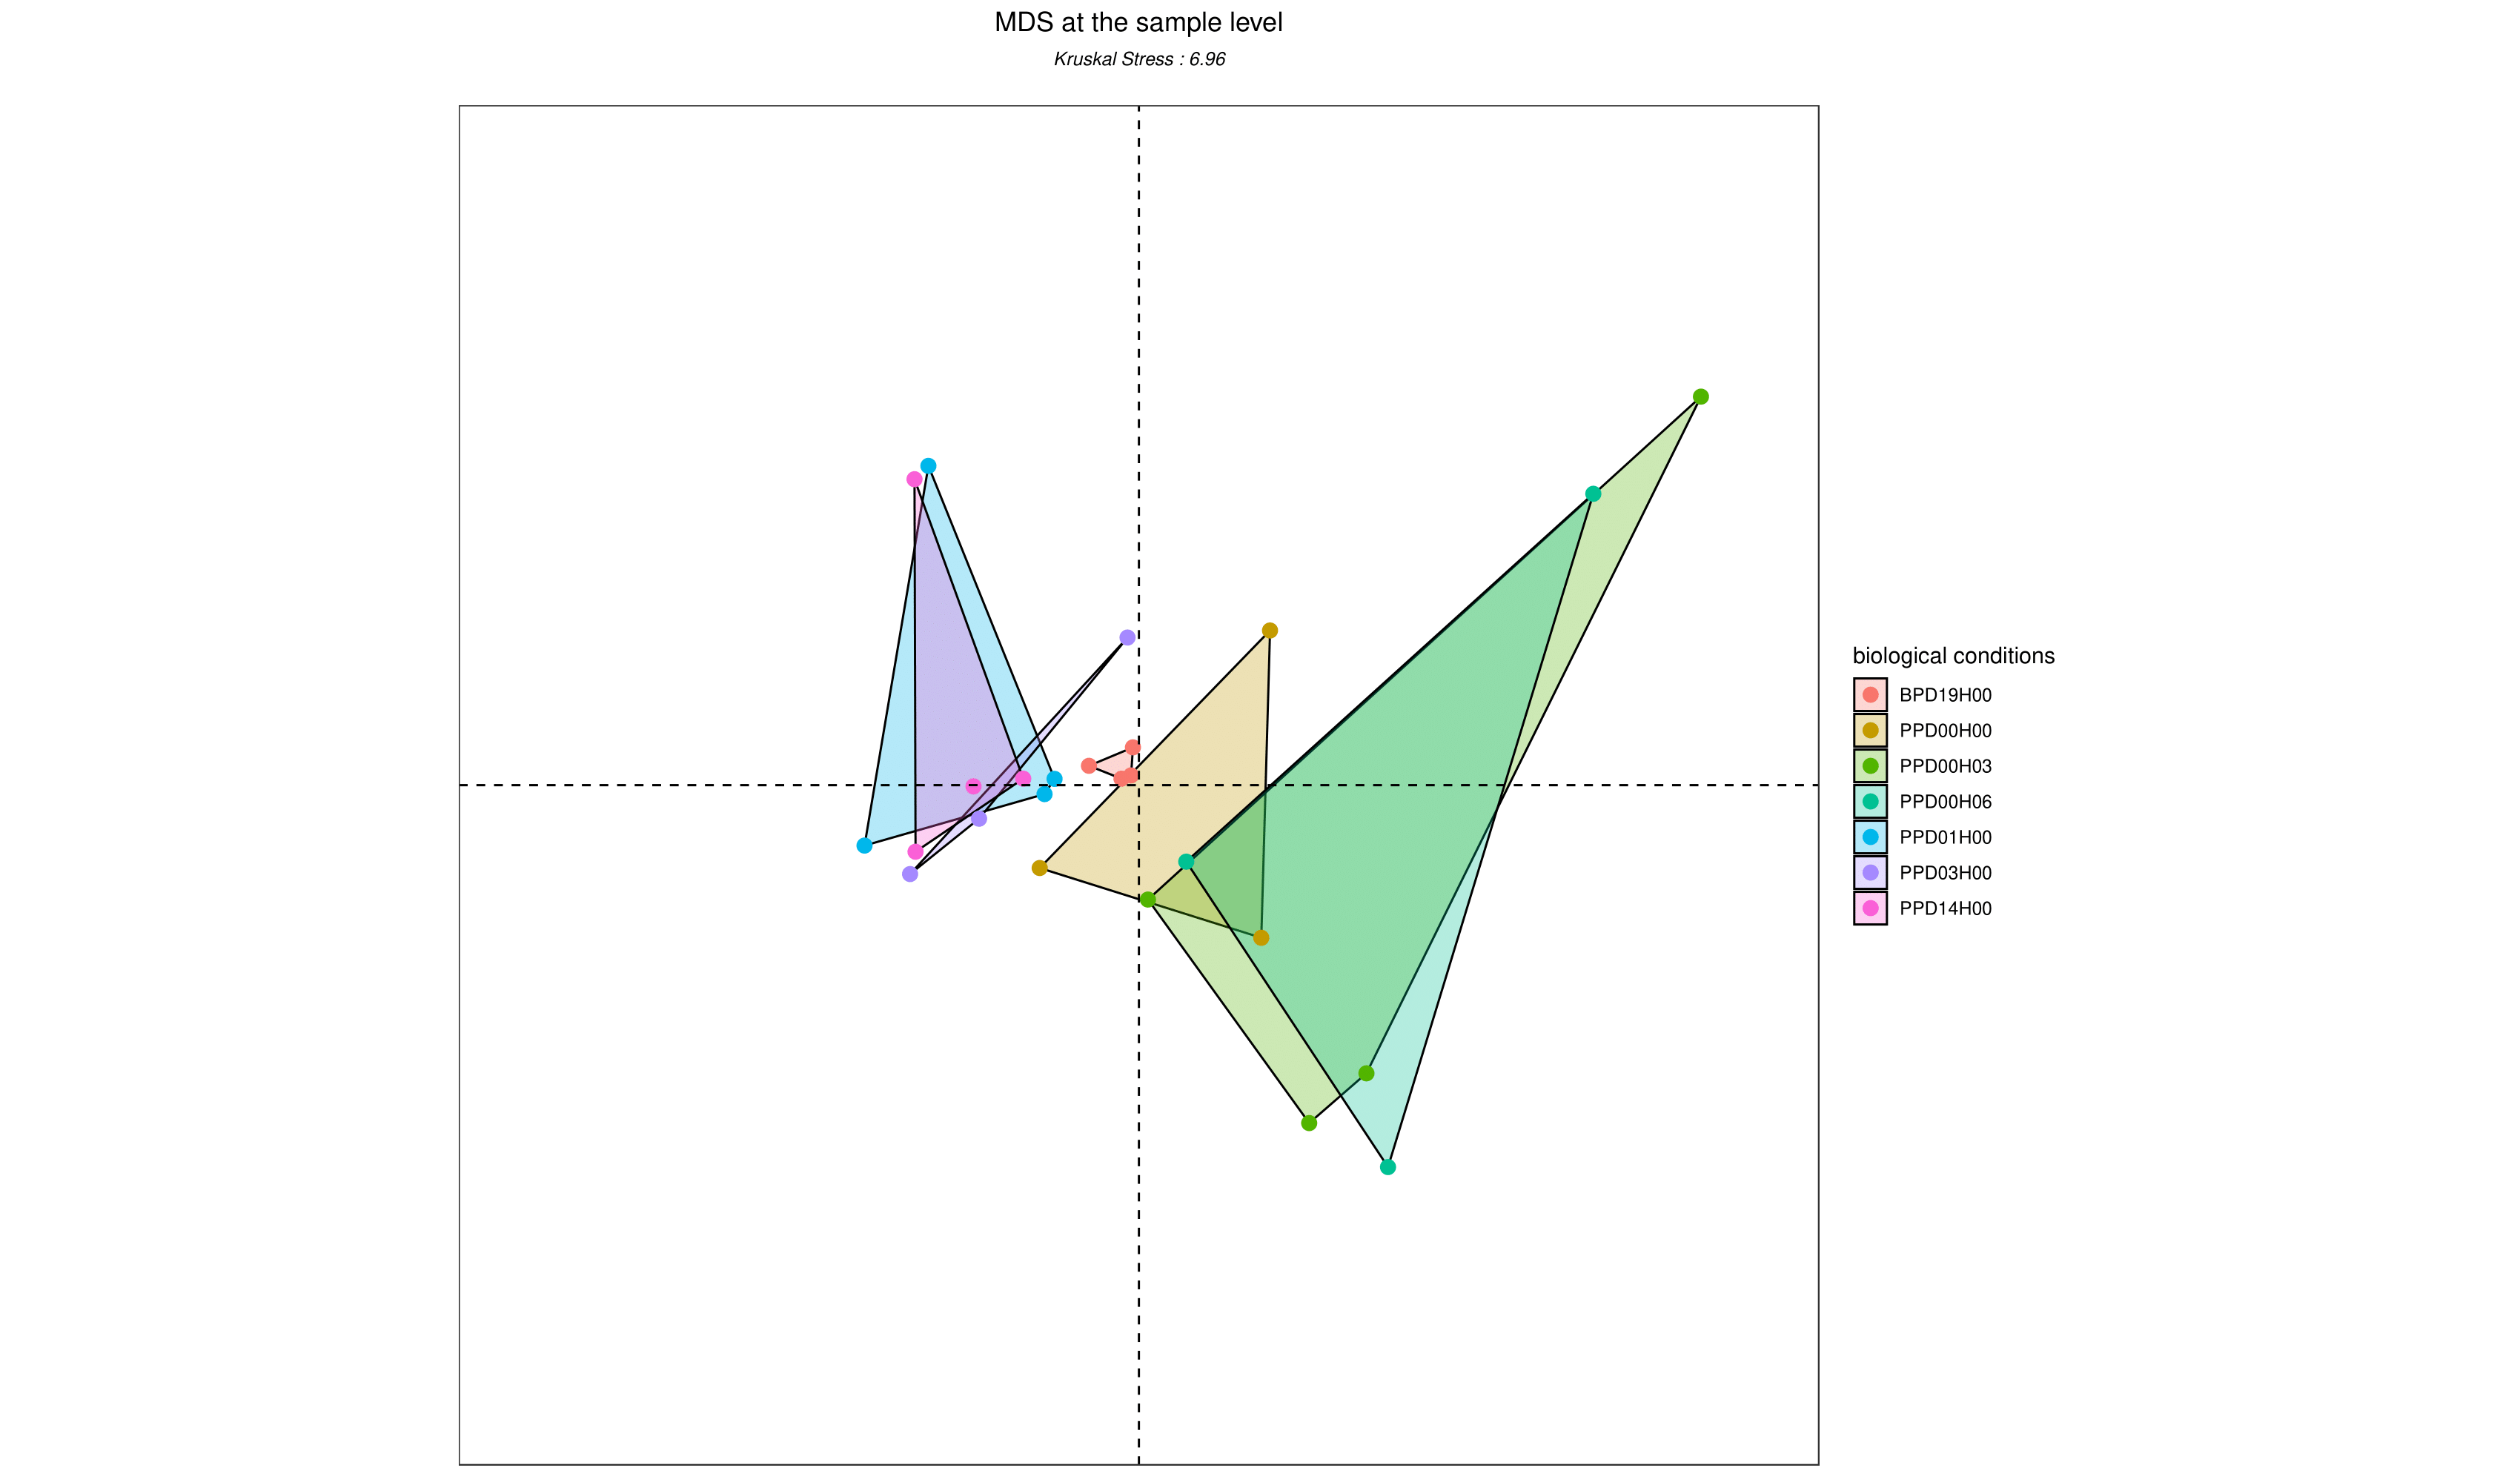 MDS at the sample level
Kruskal Stress : 6.96
biological conditions
BPD19H00
PPD00H00
PPD00H03
PPD00H06
PPD01H00
PPD03H00
PPD14H00